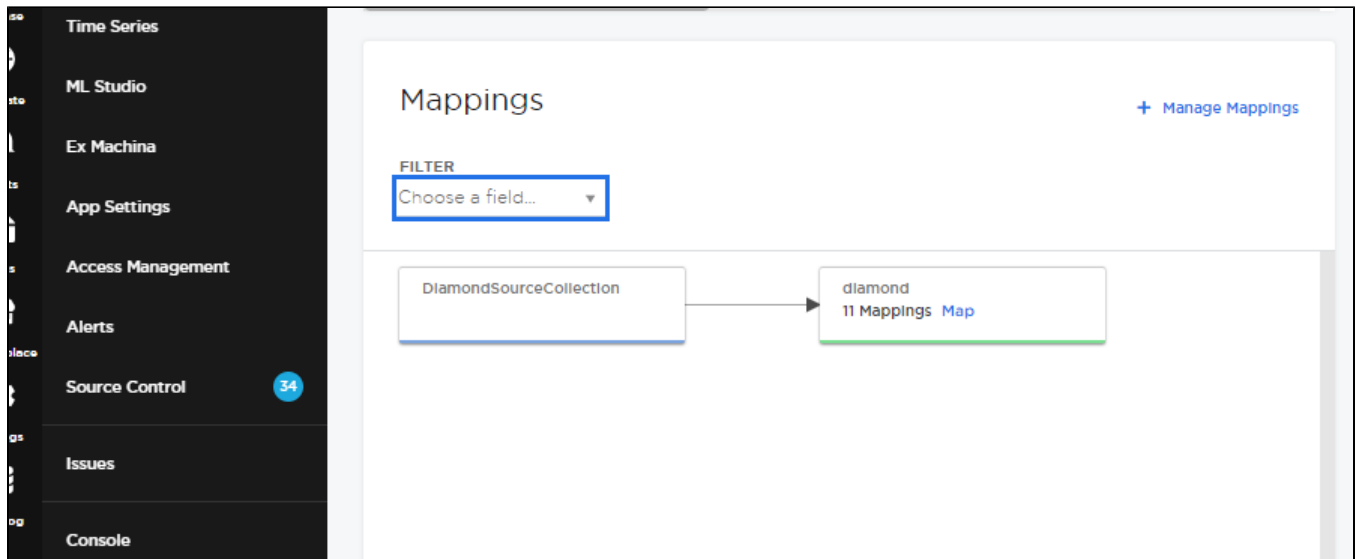 Time Series
ML Studio
Ex Machina
App Settings
Access Management
Alerts
Source Control 34
Issues
Console
Mappings
+ Manage Mappings
FILTER
Choose a field...
DiamondSourceCollection
diamond
11 Mappings Map